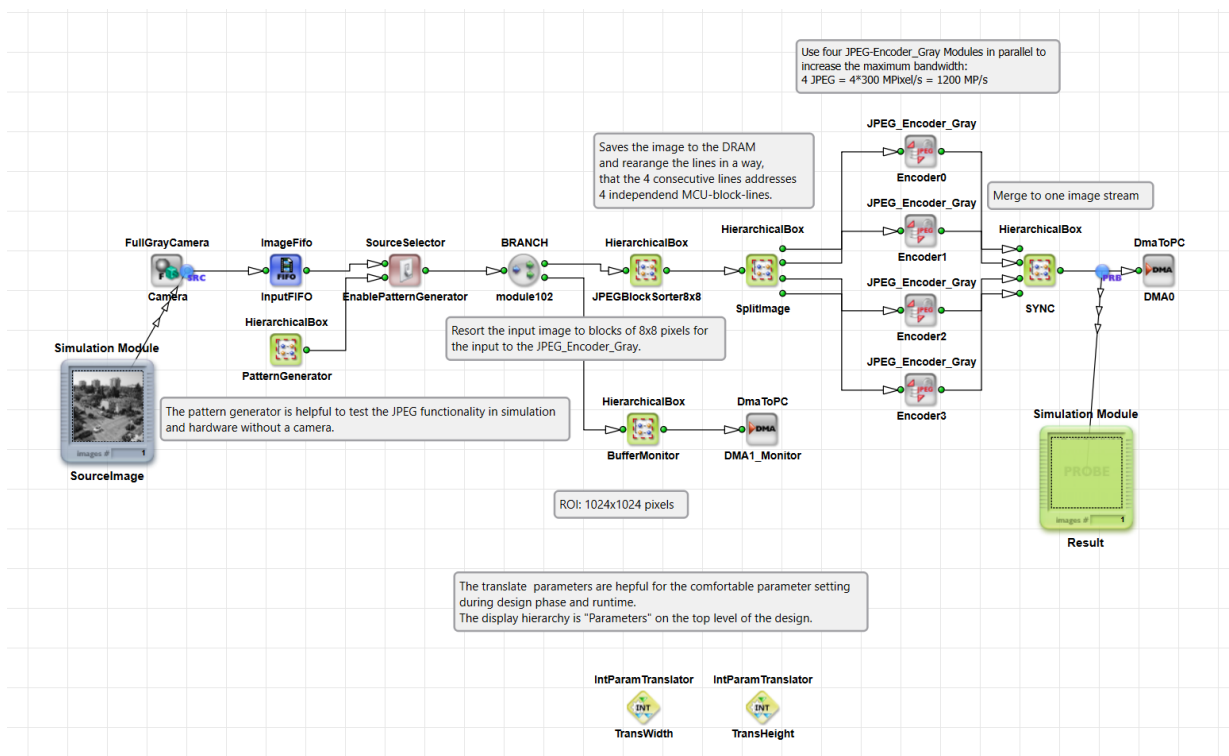 Use four JPEG-Encoder_Gray Modules in parallel to
increase the maximum bandwidth:
4 JPEG = 4*300 MPixel/s = 1200 MP/s
JPEG_Encoder_Gray
Encoder0
Saves the image to the DRAM
and rearange the lines in a way,
that the 4 consecutive lines addresses
4 independend MCU-block-lines.
JPEG_Encoder_Gray
Encoder1
Merge to one image stream
FullGrayCamera
SRC
Camera
ImageFifo
FIFO
InputFIFO
SourceSelector
EnablePatternGenerator
BRANCH
module102
HierarchicalBox
JPEGBlockSorter8x8
HierarchicalBox
SplitImage
HierarchicalBox
SYNC
PRB
DmaToPC
DMA
DMA0
JPEG_Encoder_Gray
Encoder2
HierarchicalBox
PatternGenerator
Resort the input image to blocks of 8x8 pixels for
the input to the JPEG_Encoder_Gray.
JPEG_Encoder_Gray
Encoder3
Simulation Module
images # 1
SourceImage
The pattern generator is helpful to test the JPEG functionality in simulation
and hardware without a camera.
HierarchicalBox
BufferMonitor
DmaToPC
DMA
DMA1_Monitor
Simulation Module
PROBE
images # 1
Result
ROI: 1024x1024 pixels
The translate  parameters are hepful for the comfortable parameter setting
during design phase and runtime.
The display hierarchy is "Parameters" on the top level of the design.
IntParamTranslator
INT
TransWidth
IntParamTranslator
INT
TransHeight